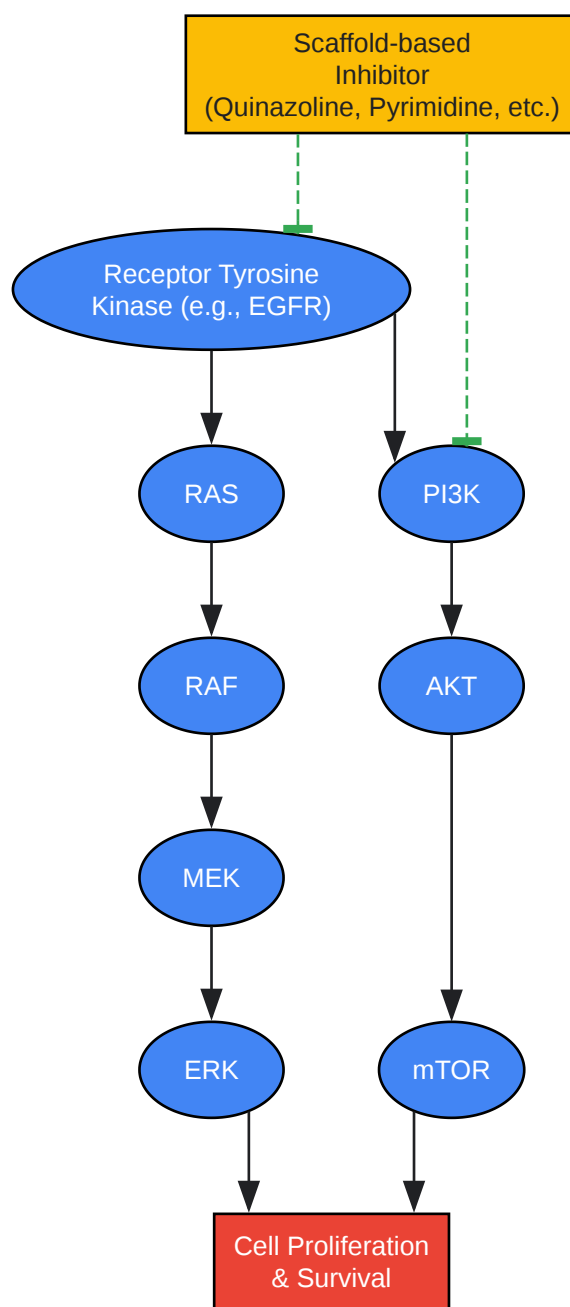 Scaffold-based
Inhibitor
(Quinazoline, Pyrimidine, etc.)
Receptor Tyrosine
Kinase (e.g., EGFR)
RAS
PI3K
RAF
AKT
MEK
ERK
mTOR
Cell Proliferation
& Survival